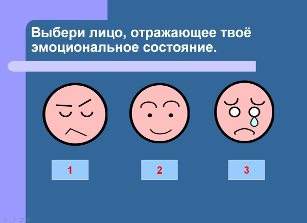 Выбери лицо, отражающее твоё
эмоциональное состояние.
1
2
3